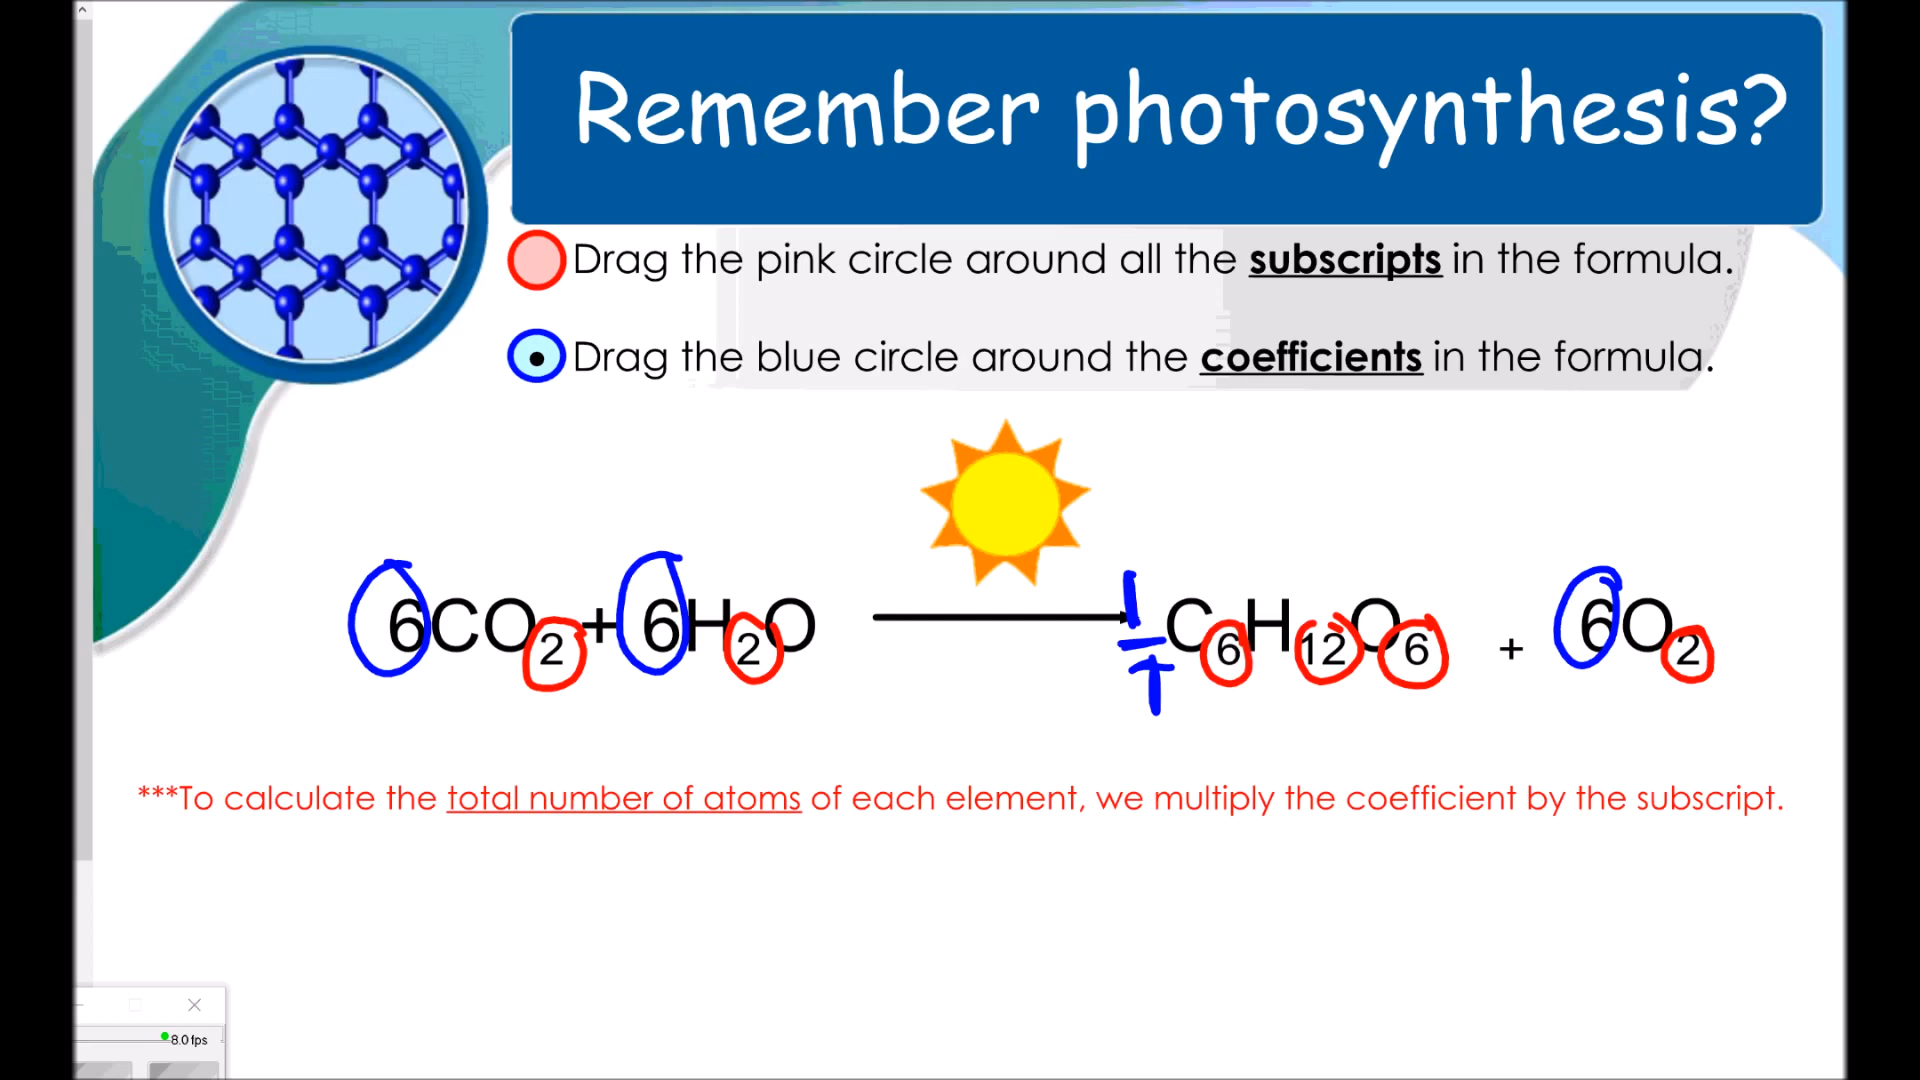 Remember photosynthesis?
Drag the pink circle around all the subscripts in the formula.
Drag the blue circle around the coefficients in the formula.
6CO₂+6H₂O 1 C₆H₁₂O₆ + 6O₂
***To calculate the total number of atoms of each element, we multiply the coefficient by the subscript.
8.0 fps